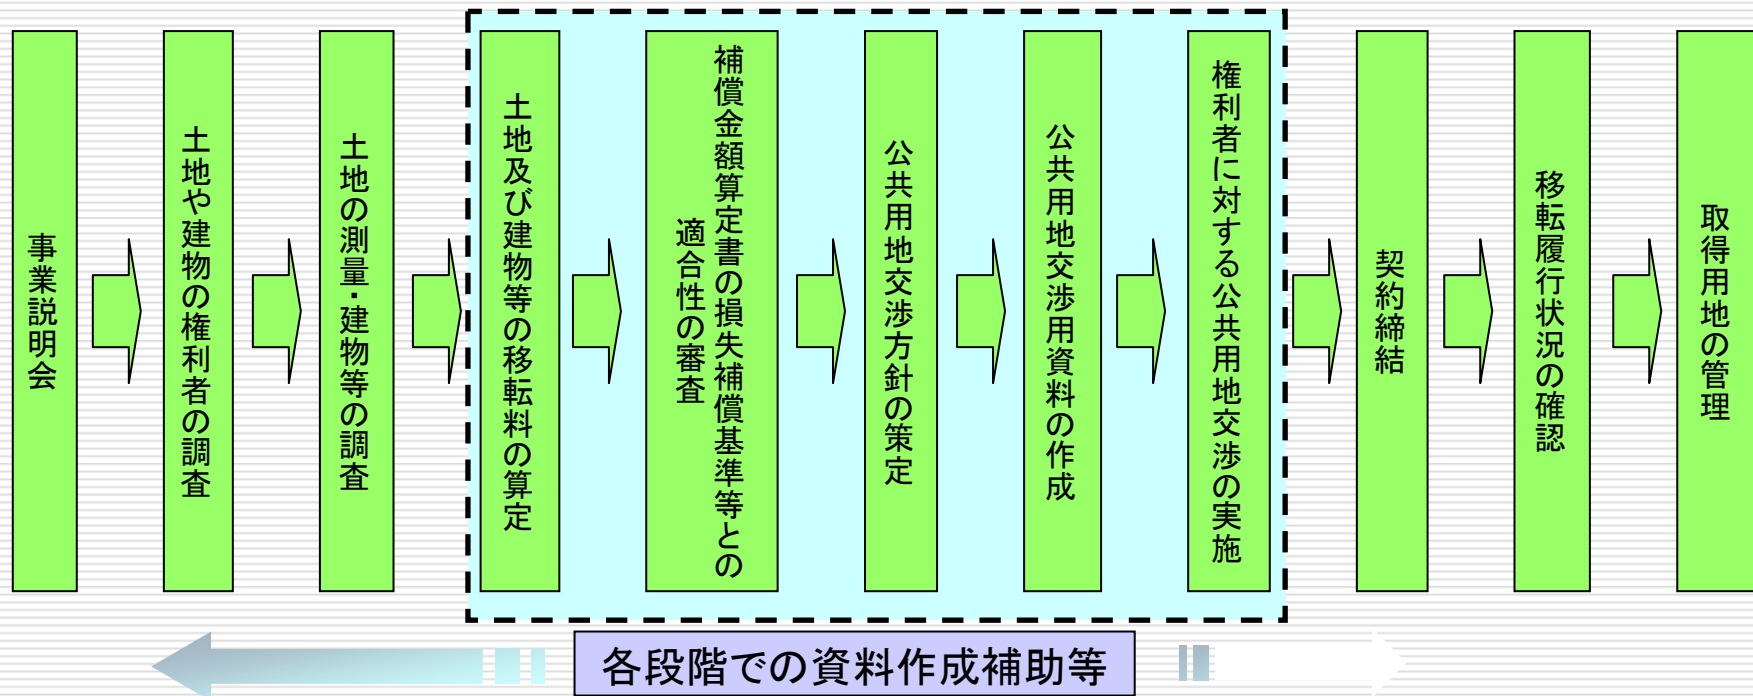 事業説明会
土地や建物の権利者の調査
土地の測量・建物等の調査
土地及び建物等の移転料の算定
補償金額算定書の損失補償基準等との
適合性の審査
公共用地交渉方針の策定
公共用地交渉用資料の作成
権利者に対する公共用地交渉の実施
契約締結
移転履行状況の確認
取得用地の管理
各段階での資料作成補助等